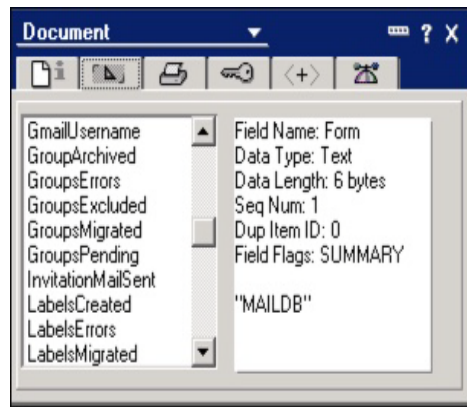 Document
? X
i
<+>
GmailUsername
GroupArchived
GroupsErrors
GroupsExcluded
GroupsMigrated
GroupsPending
InvitationMailSent
LabelsCreated
LabelsErrors
LabelsMigrated
Field Name: Form
Data Type: Text
Data Length: 6 bytes
Seq Num: 1
Dup Item ID: 0
Field Flags: SUMMARY
"MAILDB"